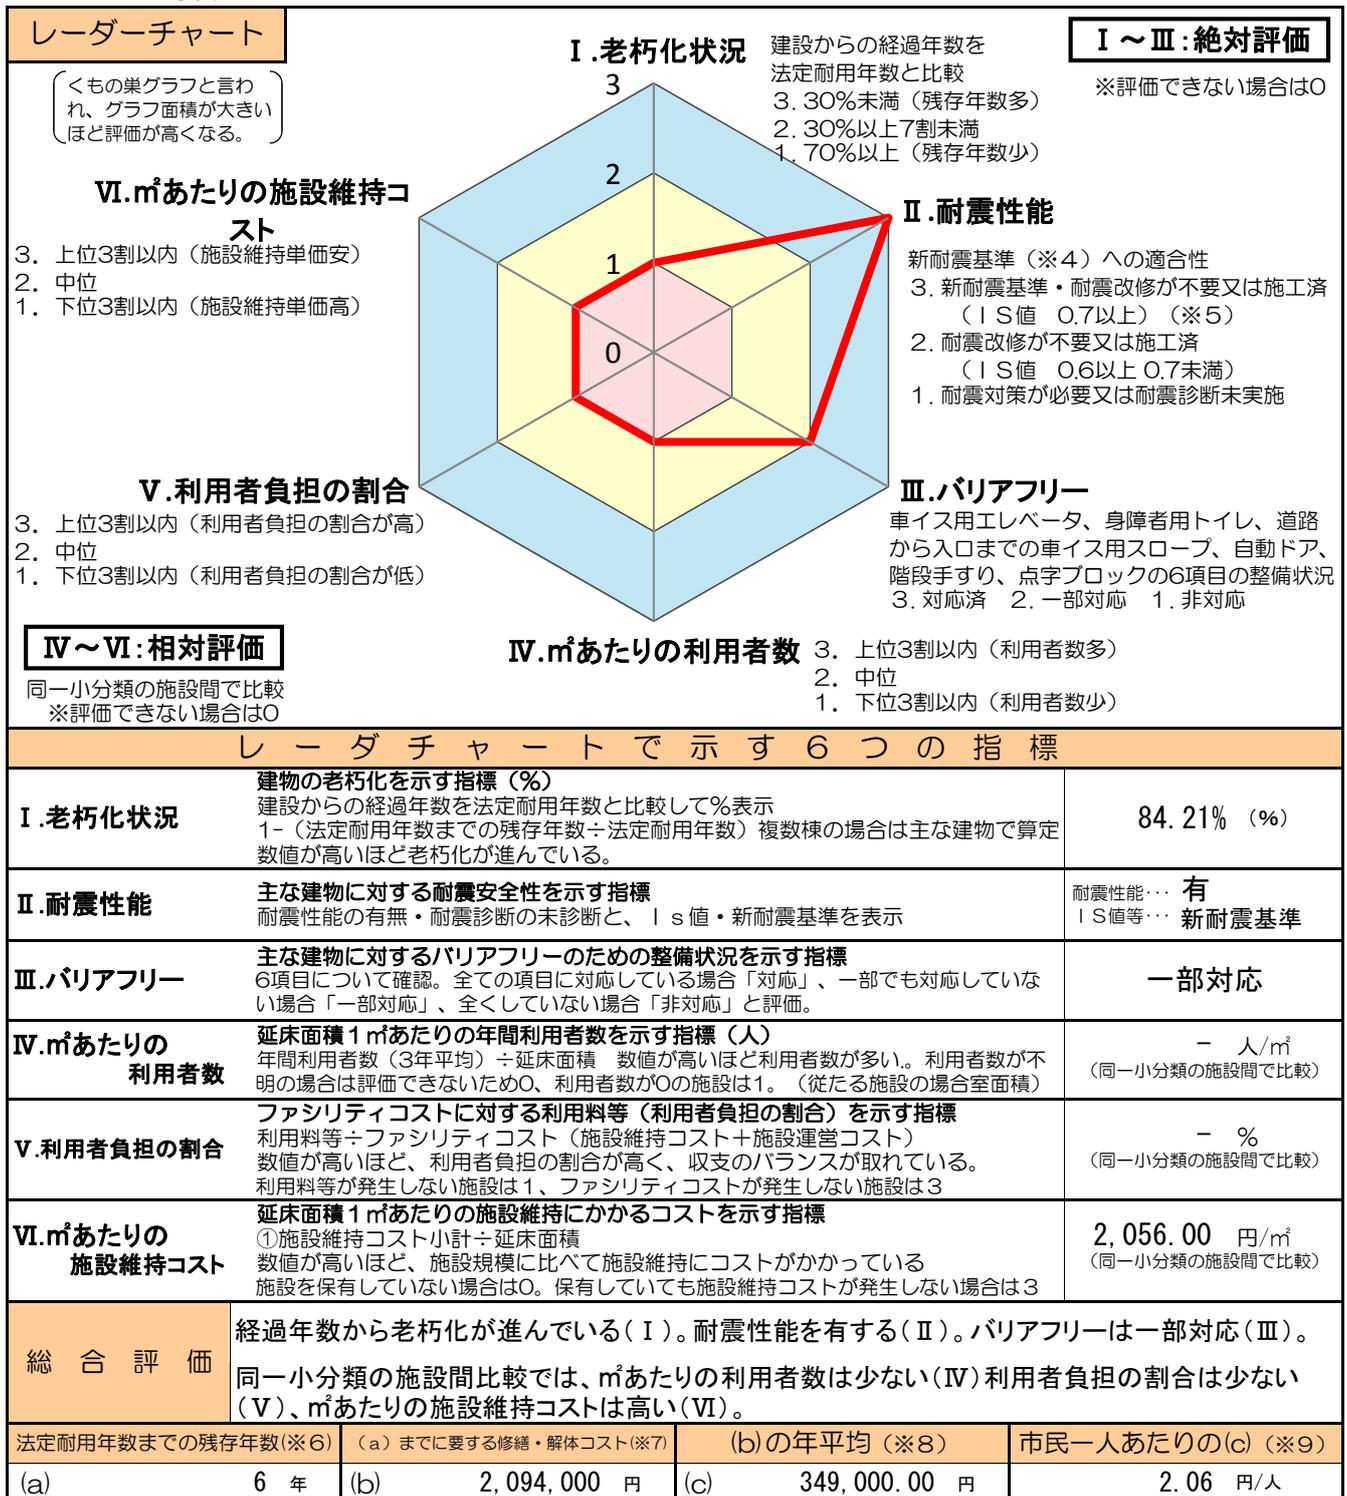 レーダーチャート
くもの巣グラフと言わ
れ、グラフ面積が大きい
ほど評価が高くなる。
Ⅰ.老朽化状況
建設からの経過年数を
法定耐用年数と比較
3. 30%未満（残存年数多）
2. 30%以上7割未満
1. 70%以上（残存年数少）
Ⅰ～Ⅲ：絶対評価
※評価できない場合は0
3
2
1
0
Ⅵ.㎡あたりの施設維持コ
スト
3. 上位3割以内（施設維持単価安）
2. 中位
1. 下位3割以内（施設維持単価高）
Ⅱ.耐震性能
新耐震基準（※4）への適合性
3. 新耐震基準・耐震改修が不要又は施工済
（ＩＳ値　0.7以上）（※5）
2. 耐震改修が不要又は施工済
（ＩＳ値　0.6以上 0.7未満）
1. 耐震対策が必要又は耐震診断未実施
Ⅴ.利用者負担の割合
3. 上位3割以内（利用者負担の割合が高）
2. 中位
1. 下位3割以内（利用者負担の割合が低）
Ⅲ.バリアフリー
車イス用エレベータ、身障者用トイレ、道路
から入口までの車イス用スロープ、自動ドア、
階段手すり、点字ブロックの6項目の整備状況
3. 対応済　2. 一部対応　1. 非対応
Ⅳ～Ⅵ：相対評価
同一小分類の施設間で比較
※評価できない場合は0
Ⅳ.㎡あたりの利用者数
3. 上位3割以内（利用者数多）
2. 中位
1. 下位3割以内（利用者数少）
レーダチャートで示す6つの指標
Ⅰ.老朽化状況
建物の老朽化を示す指標（％）
建設からの経過年数を法定耐用年数と比較して％表示
1-（法定耐用年数までの残存年数÷法定耐用年数）複数棟の場合は主な建物で算定
数値が高いほど老朽化が進んでいる。
84.21%（％）
Ⅱ.耐震性能
主な建物に対する耐震安全性を示す指標
耐震性能の有無・耐震診断の未診断と、Ｉｓ値・新耐震基準を表示
耐震性能… 有
ＩＳ値等… 新耐震基準
Ⅲ.バリアフリー
主な建物に対するバリアフリーのための整備状況を示す指標
6項目について確認。全ての項目に対応している場合「対応」、一部でも対応していな
い場合「一部対応」、全くしていない場合「非対応」と評価。
一部対応
Ⅳ.㎡あたりの
利用者数
延床面積１㎡あたりの年間利用者数を示す指標（人）
年間利用者数（3年平均）÷延床面積　数値が高いほど利用者数が多い。利用者数が不
明の場合は評価できないため0、利用者数が0の施設は1。（従たる施設の場合室面積）
－　人/㎡
（同一小分類の施設間で比較）
Ⅴ.利用者負担の割合
ファシリティコストに対する利用料等（利用者負担の割合）を示す指標
利用料等÷ファシリティコスト（施設維持コスト＋施設運営コスト）
数値が高いほど、利用者負担の割合が高く、収支のバランスが取れている。
利用料等が発生しない施設は１、ファシリティコストが発生しない施設は３
－　％
（同一小分類の施設間で比較）
Ⅵ.㎡あたりの
施設維持コスト
延床面積１㎡あたりの施設維持にかかるコストを示す指標
①施設維持コスト小計÷延床面積
数値が高いほど、施設規模に比べて施設維持にコストがかかっている
施設を保有していない場合は0。保有していても施設維持コストが発生しない場合は3
2,056.00　円/㎡
（同一小分類の施設間で比較）
総合評価
経過年数から老朽化が進んでいる（Ⅰ）。耐震性能を有する（Ⅱ）。バリアフリーは一部対応（Ⅲ）。
同一小分類の施設間比較では、㎡あたりの利用者数は少ない（Ⅳ）利用者負担の割合は少ない
（Ⅴ）、㎡あたりの施設維持コストは高い（Ⅵ）。
法定耐用年数までの残存年数(※6)
（a）までに要する修繕・解体コスト(※7)
(b)の年平均（※8）
市民一人あたりの(c)（※9）
(a)　6 年
(b)　2,094,000 円
(c)　349,000.00 円
2.06 円/人